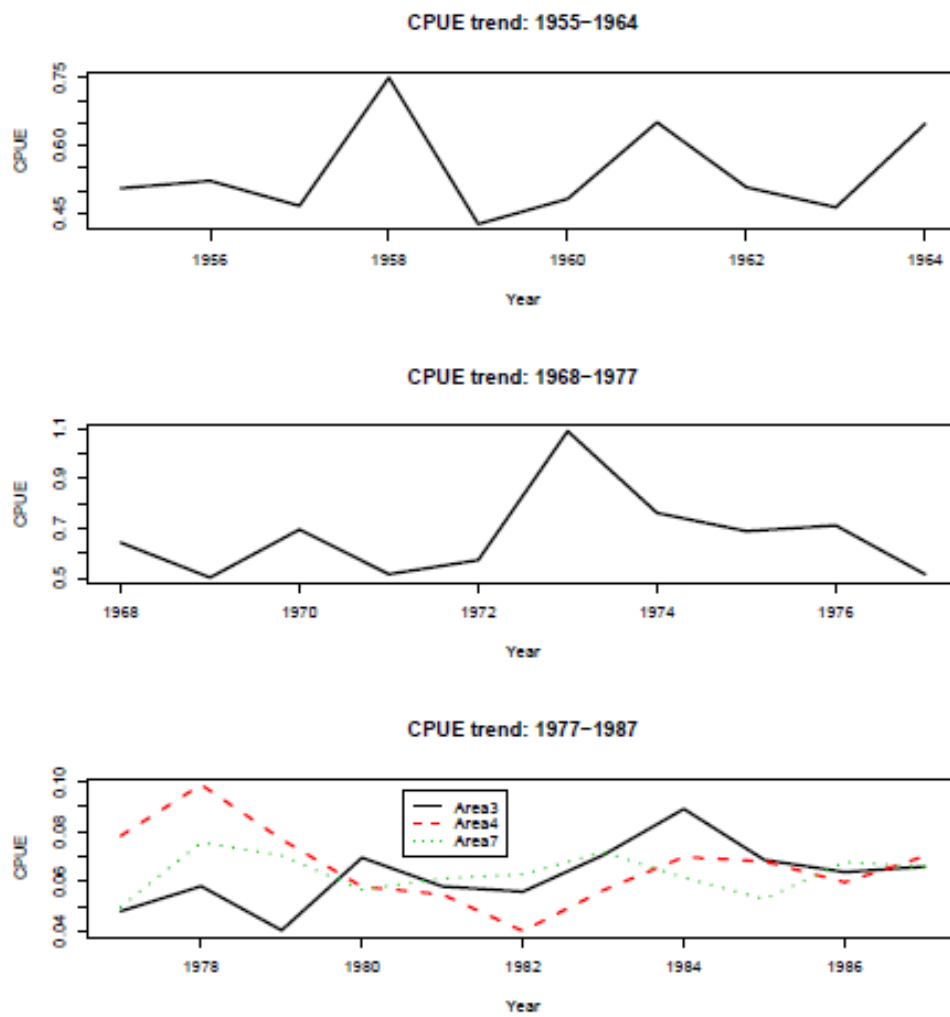 CPUE trend: 1955−1964
0.75
0.60
0.45
CPUE
1956 1958 1960 1962 1964
Year
CPUE trend: 1968−1977
1.1
0.9
0.7
0.5
CPUE
1968 1970 1972 1974 1976
Year
CPUE trend: 1977−1987
0.10
0.08
0.06
0.04
CPUE
Area3
Area4
Area7
1978 1980 1982 1984 1986
Year